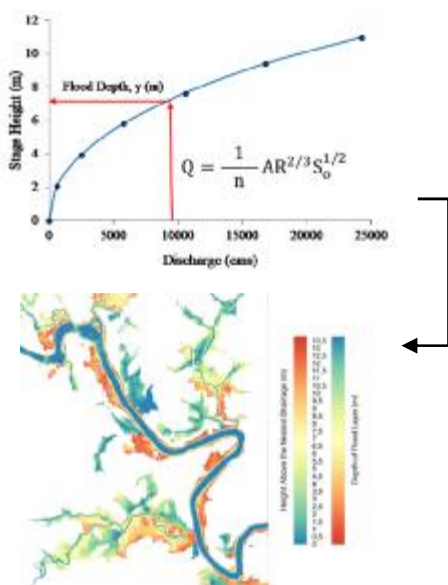 12
10
8
6
4
2
0
Stage Height (m)
Flood Depth, y (m)
Q = 1/n AR^{2/3}S_o^{1/2}
0 5000 10000 15000 20000 25000
Discharge (cms)
Height Above the Nearest Drainage (m)
Depth of Flood Layer (m)